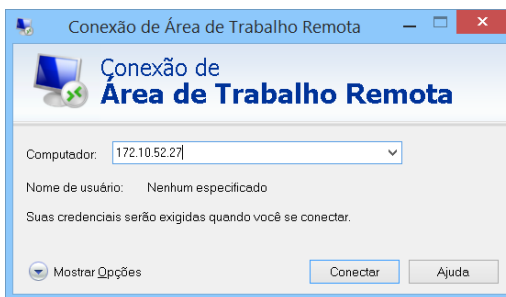 Conexão de Área de Trabalho Remota
Conexão de
Área de Trabalho Remota
Computador: 172.10.52.27
Nome de usuário: Nenhum especificado
Suas credenciais serão exigidas quando você se conectar.
Mostrar Opções Conectar Ajuda